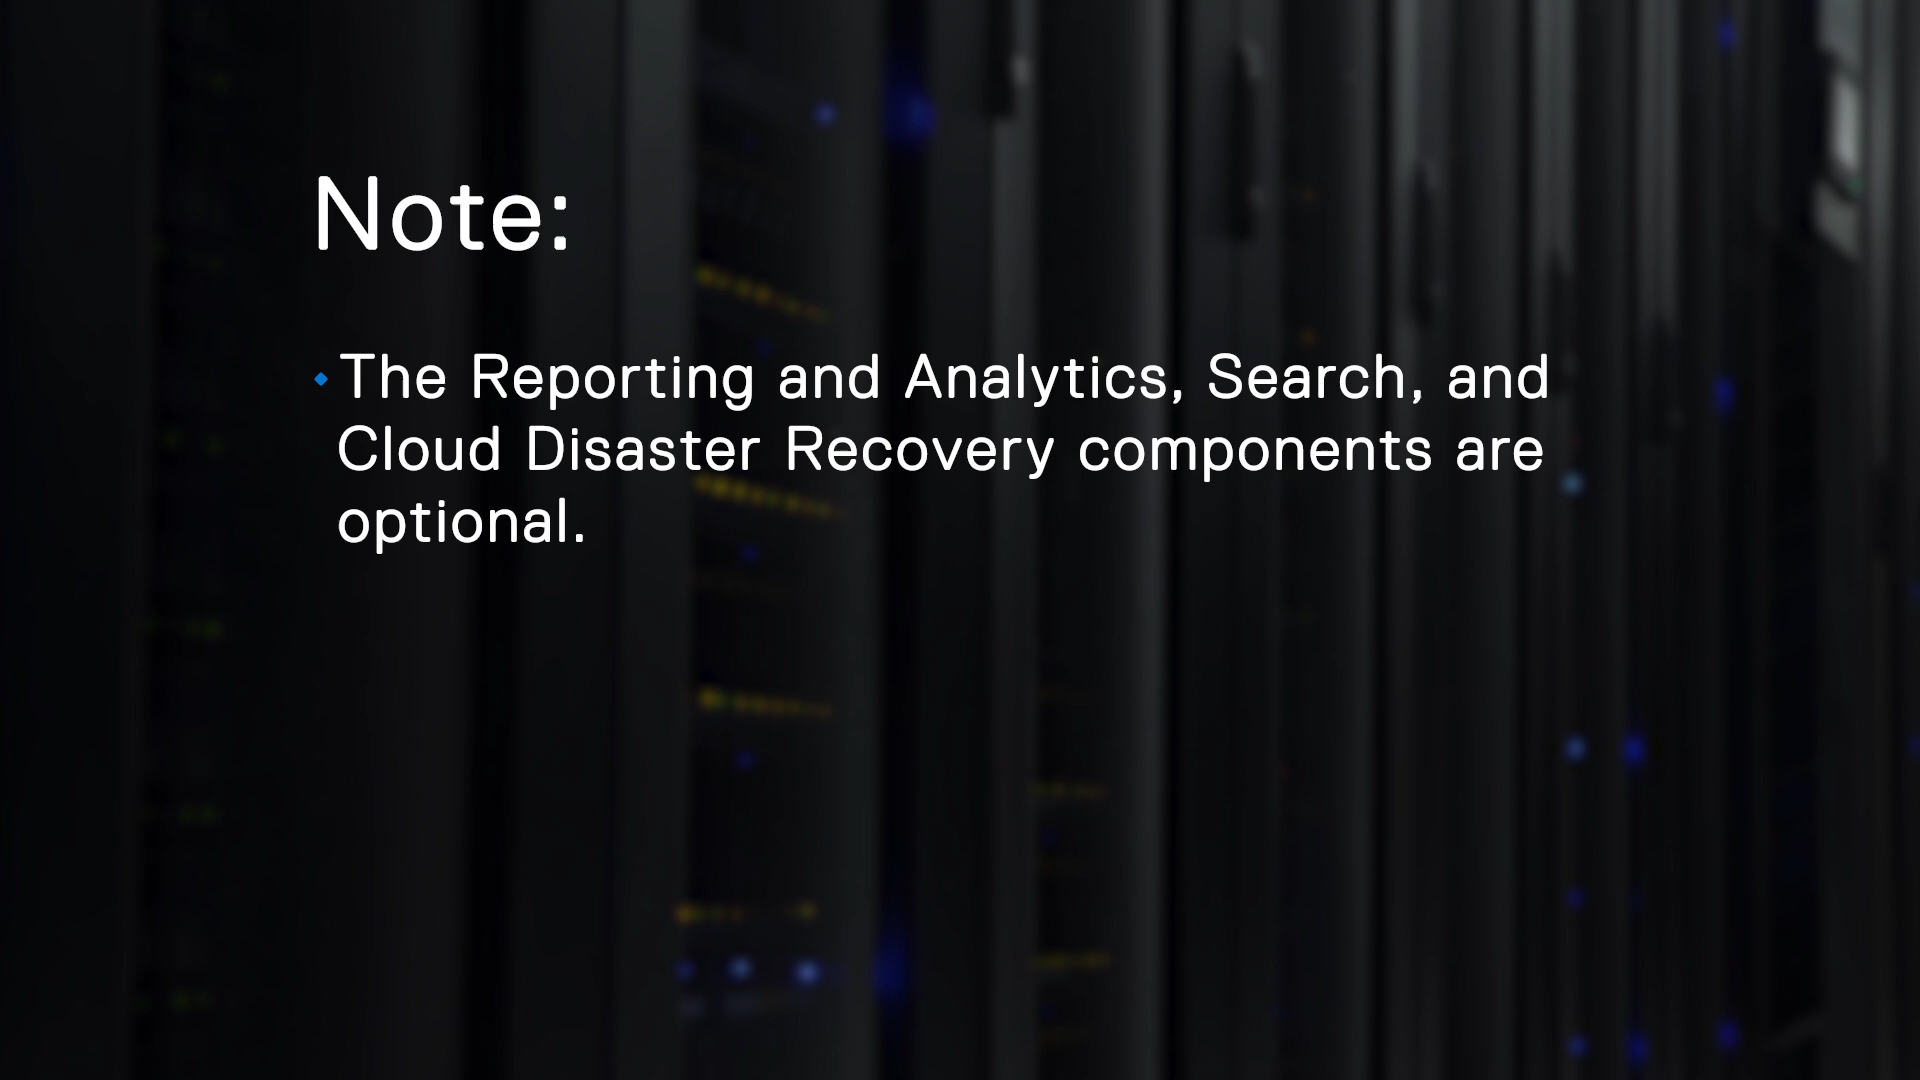 Note:
The Reporting and Analytics, Search, and
Cloud Disaster Recovery components are
optional.